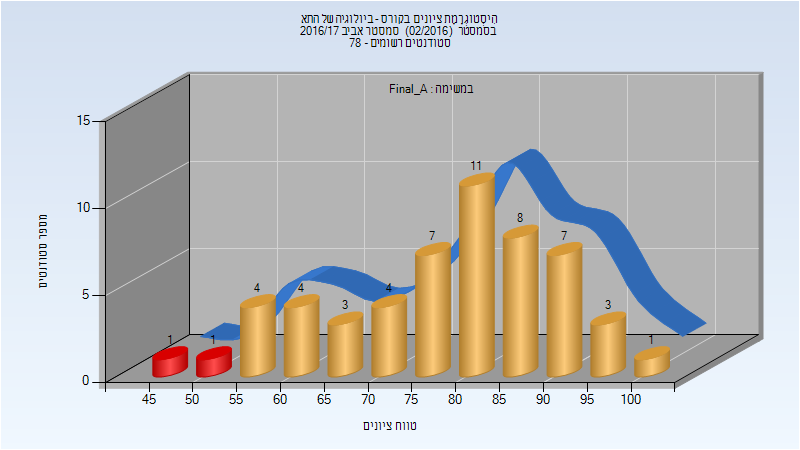 היסטוגרמת ציונים בקורס - ביולוגיה של התא
בסמסטר (02/2016) סמסטר אביב 2016/17
סטודנטים רשומים - 78
במשימה : Final_A
15
10
5
0
מספר סטודנטים
1 1 4 4 3 4 7 11 8 7 3 1
45 50 55 60 65 70 75 80 85 90 95 100
טווח ציונים